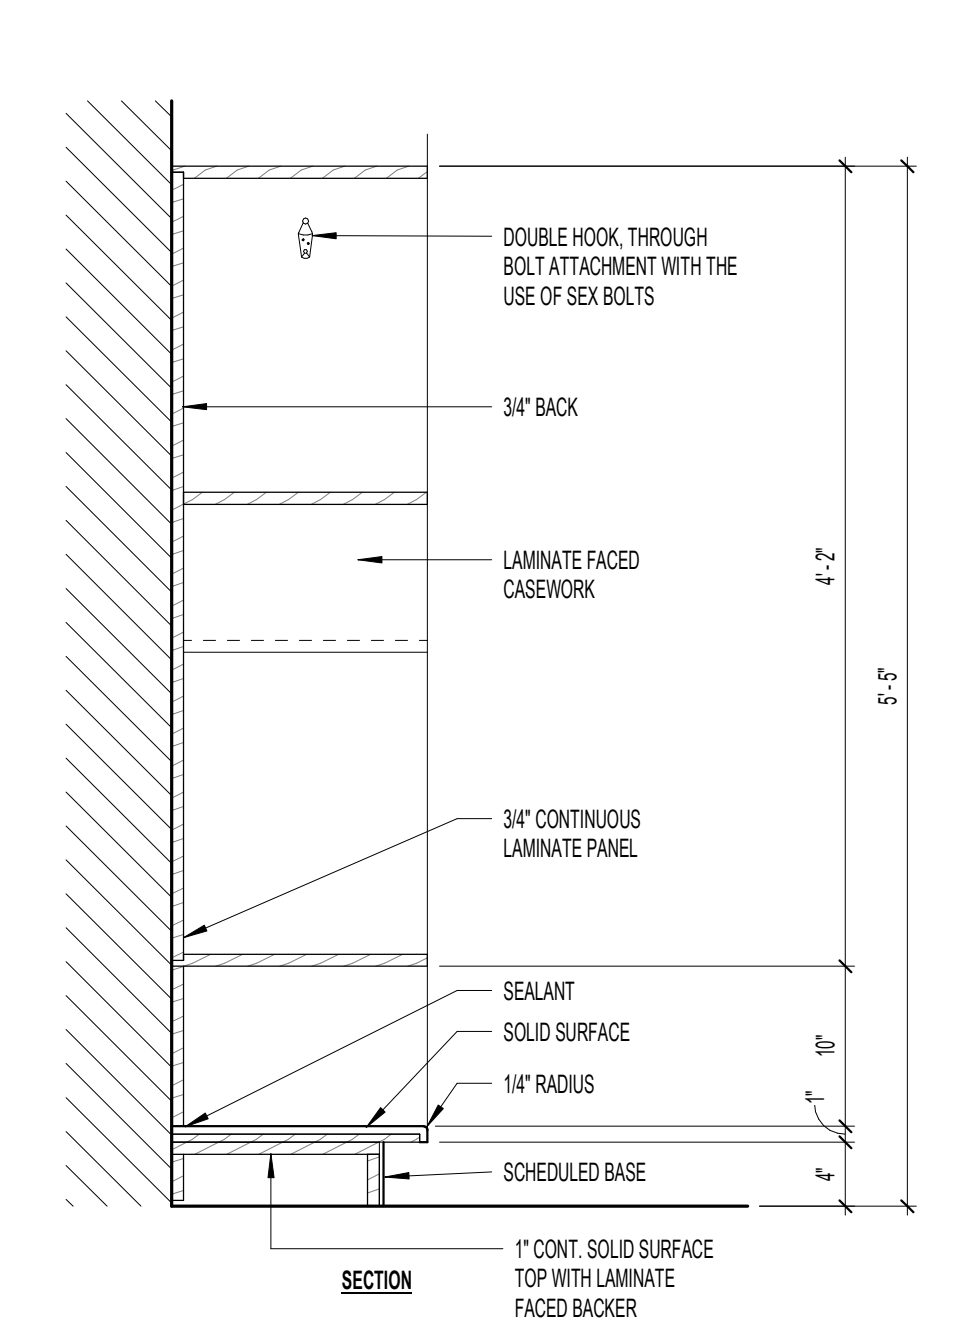 DOUBLE HOOK, THROUGH
BOLT ATTACHMENT WITH THE
USE OF SEX BOLTS
3/4" BACK
LAMINATE FACED
CASEWORK
4' - 2"
5' - 5"
3/4" CONTINUOUS
LAMINATE PANEL
SEALANT
SOLID SURFACE
10"
1/4" RADIUS
1"
SCHEDULED BASE
4"
1" CONT. SOLID SURFACE
TOP WITH LAMINATE
FACED BACKER
SECTION